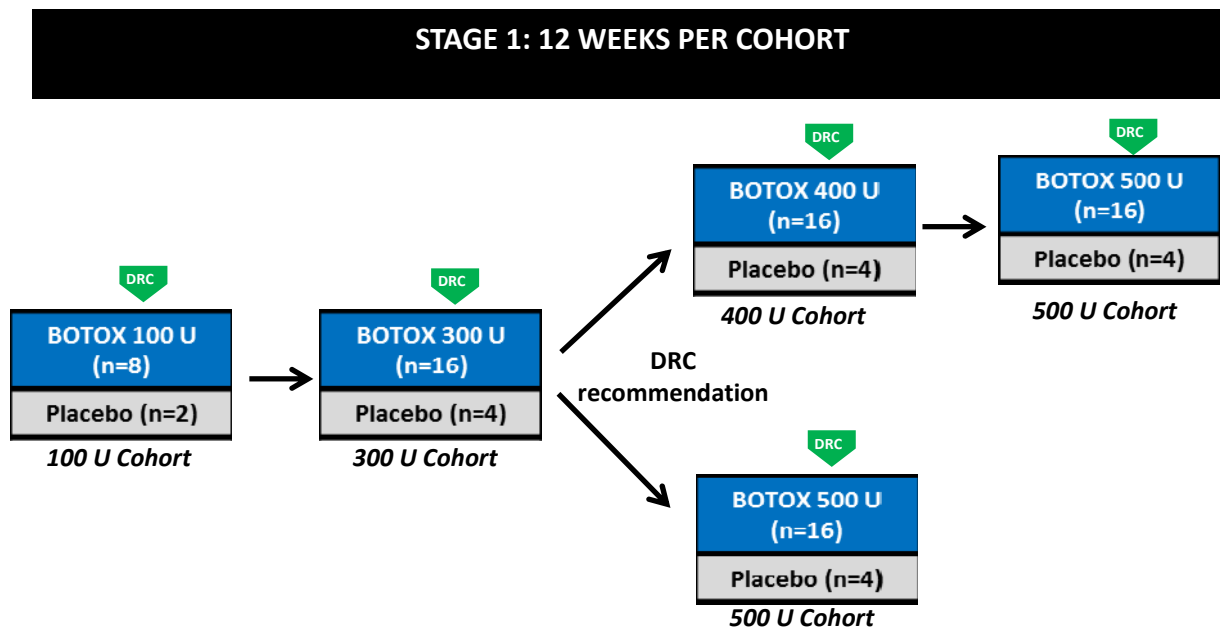 STAGE 1: 12 WEEKS PER COHORT
DRC
BOTOX 100 U
(n=8)
Placebo (n=2)
100 U Cohort
DRC
BOTOX 300 U
(n=16)
Placebo (n=4)
300 U Cohort
DRC
recommendation
DRC
BOTOX 400 U
(n=16)
Placebo (n=4)
400 U Cohort
DRC
BOTOX 500 U
(n=16)
Placebo (n=4)
500 U Cohort
DRC
BOTOX 500 U
(n=16)
Placebo (n=4)
500 U Cohort